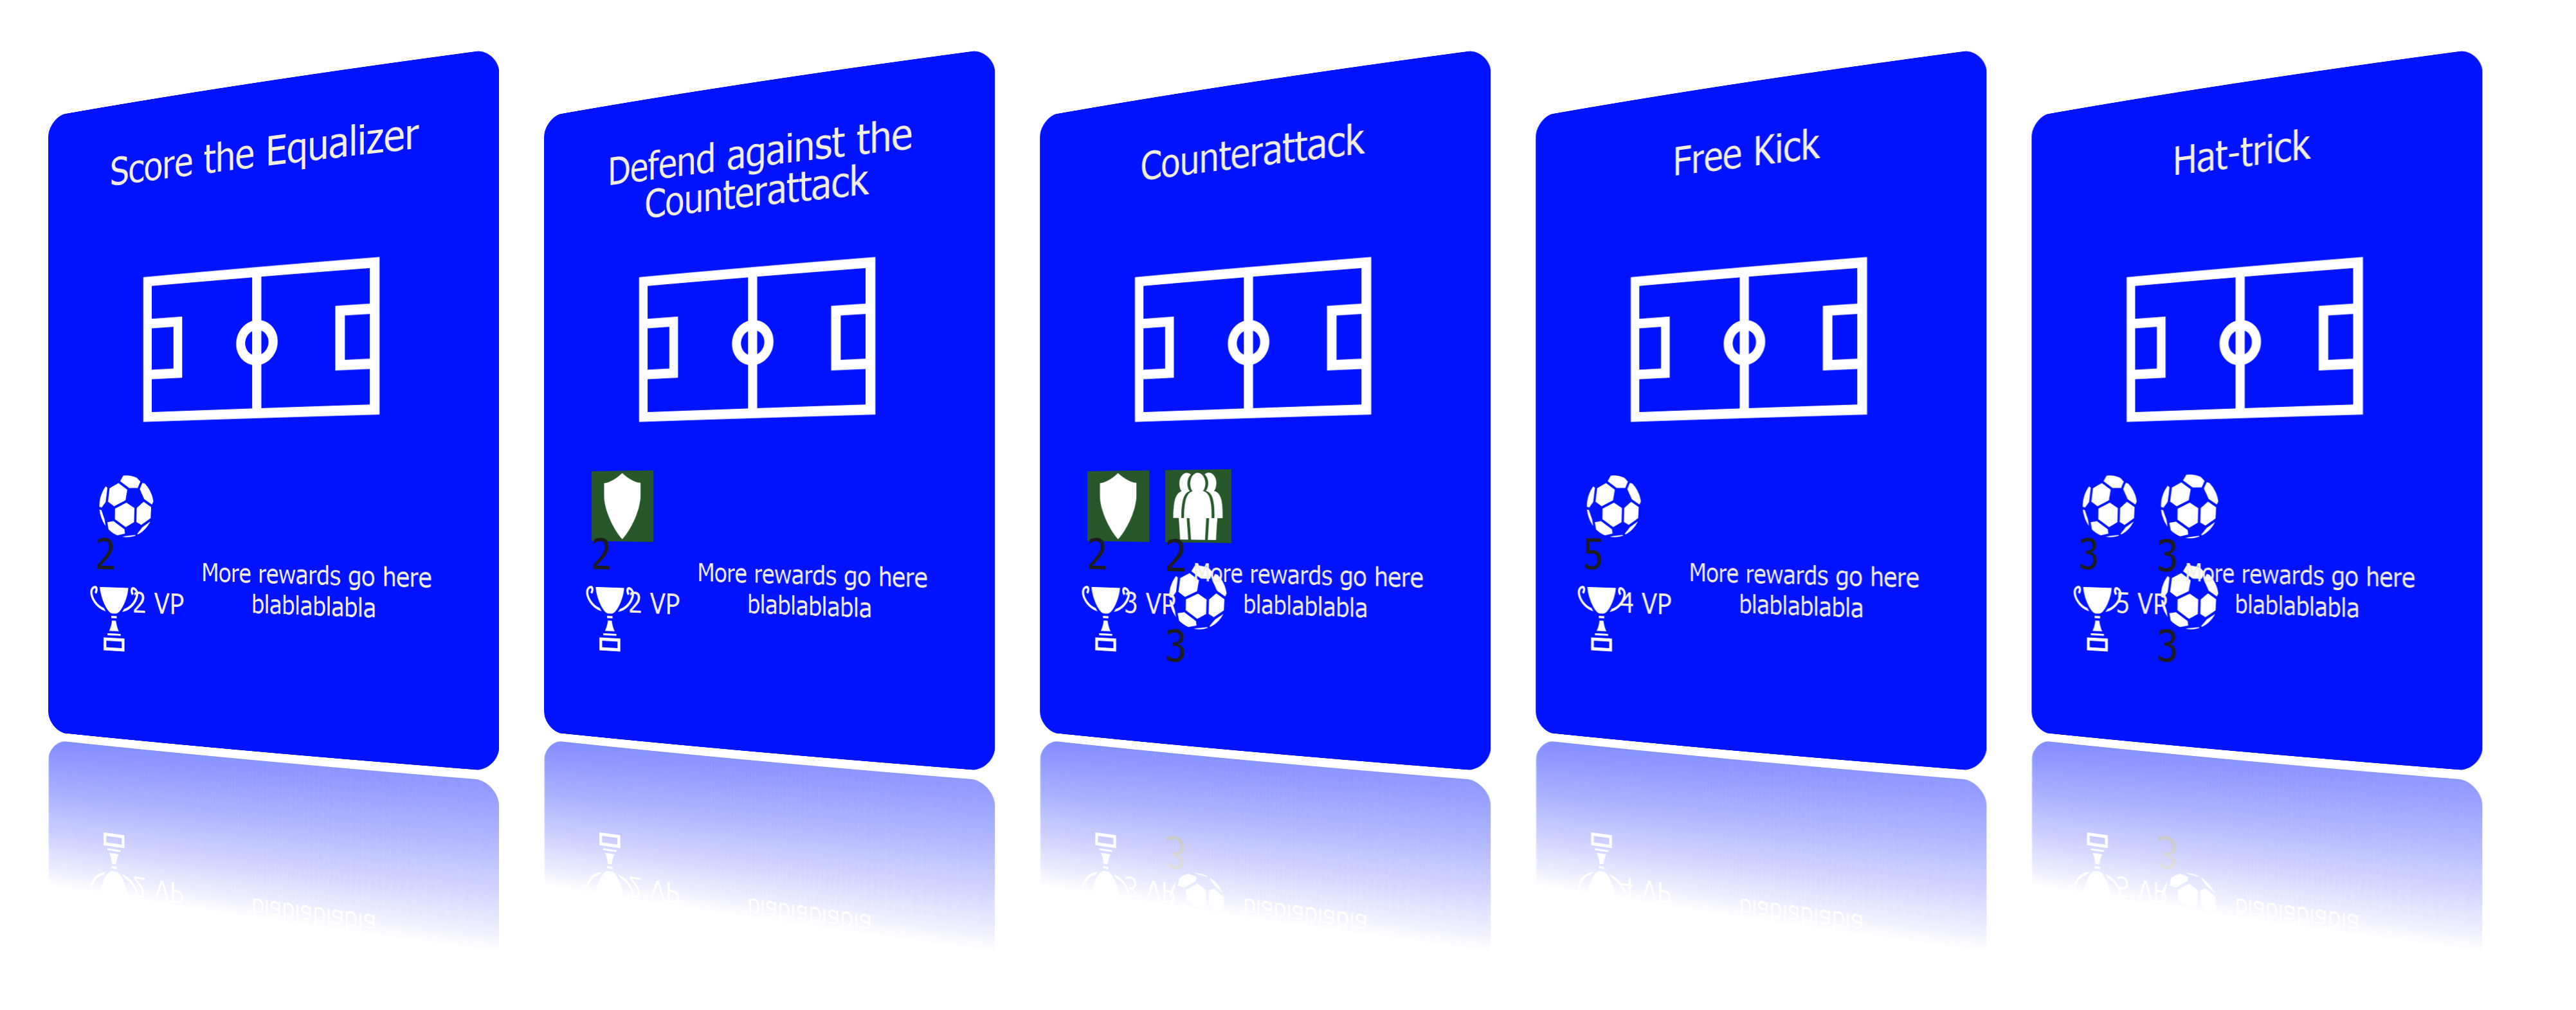 Score the Equalizer
2
2 VP
More rewards go here
blablablabla
Defend against the
Counterattack
2
2 VP
More rewards go here
blablablabla
Counterattack
2
2
3 VP
3
More rewards go here
blablablabla
Free Kick
5
4 VP
More rewards go here
blablablabla
Hat-trick
3
3
5 VP
3
More rewards go here
blablablabla